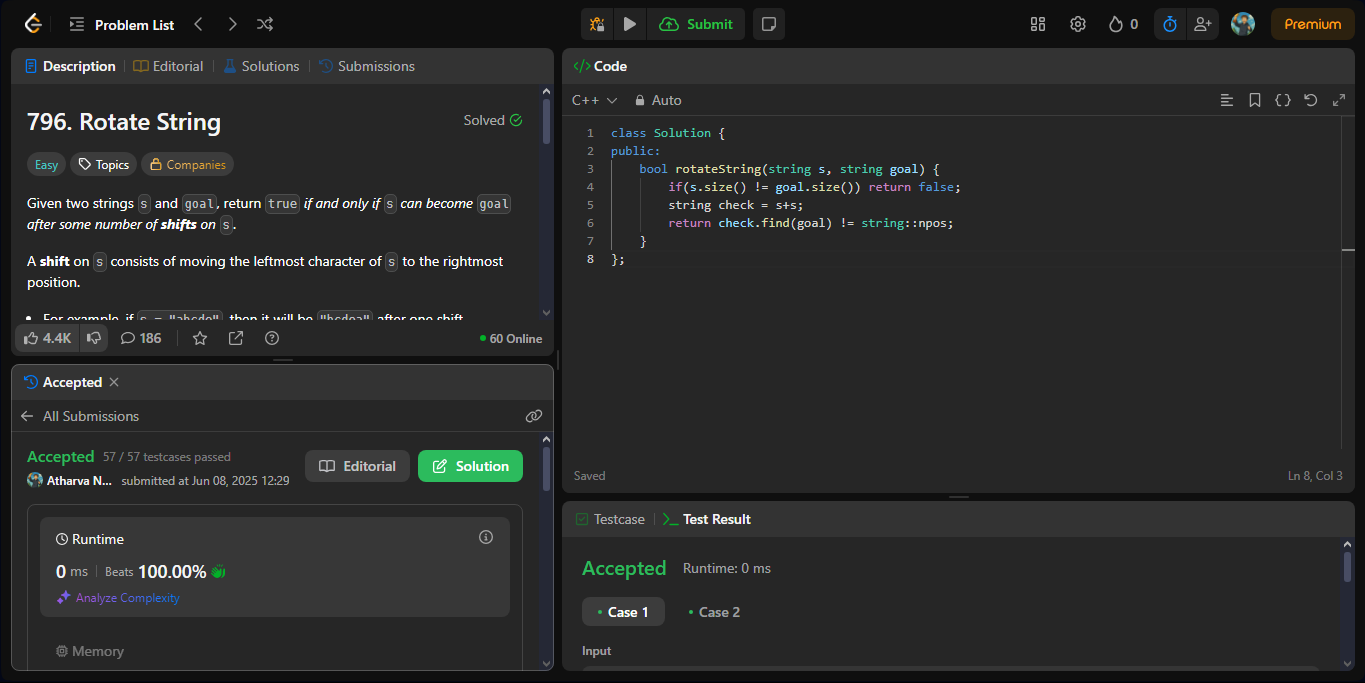 Problem List
Submit
0
Premium
Description
Editorial
Solutions
Submissions
796. Rotate String
Solved
Easy
Topics
Companies
Given two strings s and goal, return true if and only if s can become goal
after some number of shifts on s.
A shift on s consists of moving the leftmost character of s to the rightmost
position.
For example, if s = "abcde", then it will be "bcdea" after one shift.
4.4K
186
60 Online
Accepted
All Submissions
Accepted
57 / 57 testcases passed
Atharva N...
submitted at Jun 08, 2025 12:29
Editorial
Solution
Runtime
0 ms
Beats 100.00%
Analyze Complexity
Memory
</> Code
C++
Auto
1 class Solution {
2 public:
3     bool rotateString(string s, string goal) {
4         if(s.size() != goal.size()) return false;
5         string check = s+s;
6         return check.find(goal) != string::npos;
7     }
8 };
Saved
Ln 8, Col 3
Testcase
Test Result
Accepted
Runtime: 0 ms
Case 1
Case 2
Input